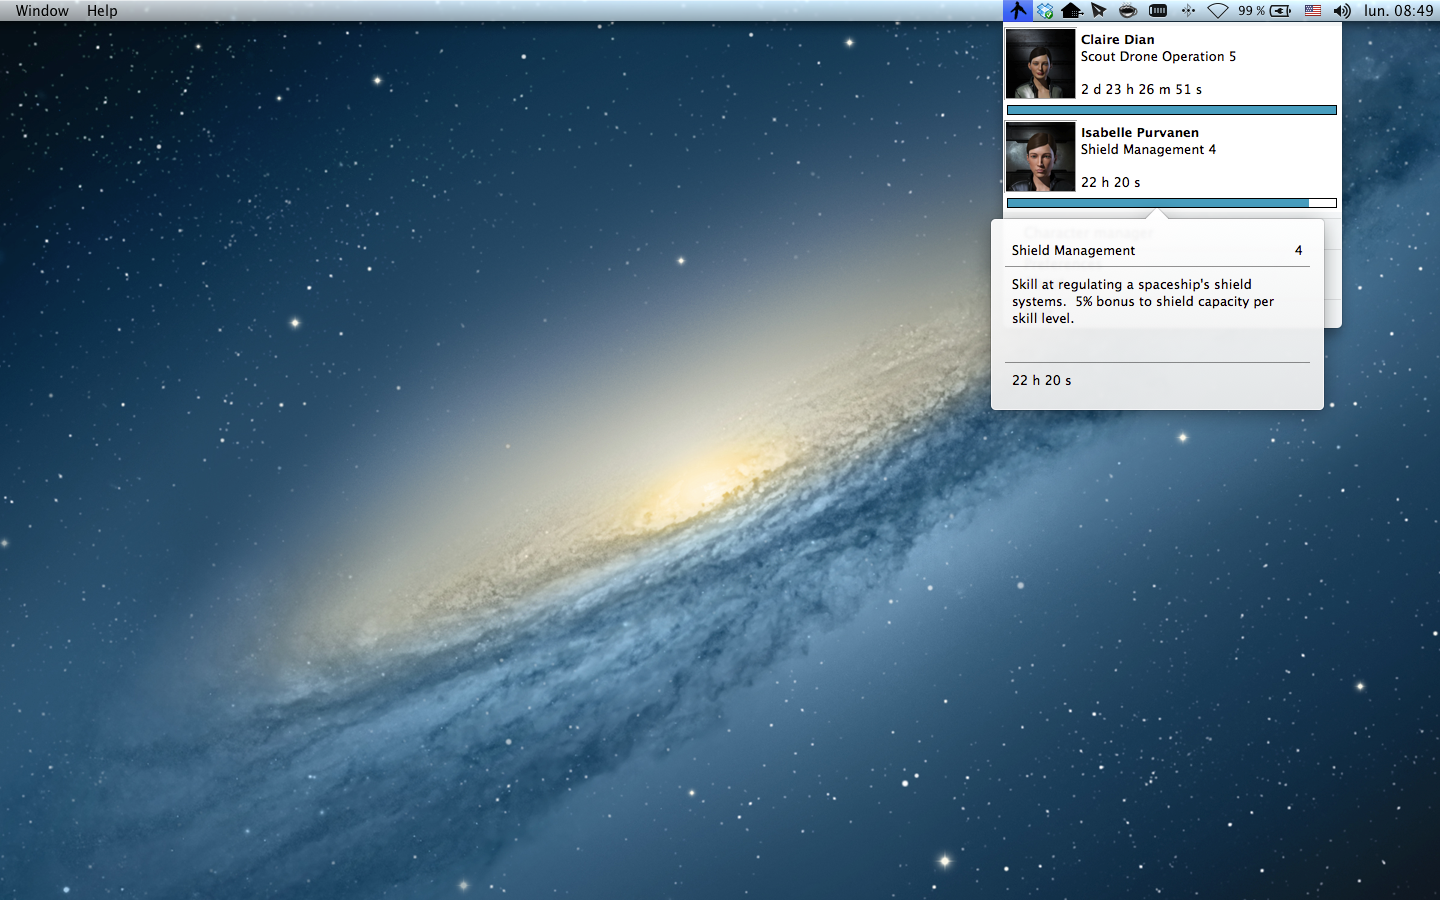 Window Help 99 % lun. 08:49
Claire Dian
Scout Drone Operation 5
2 d 23 h 26 m 51 s
Isabelle Purvanen
Shield Management 4
22 h 20 s
Character manager
Shield Management 4
Skill at regulating a spaceship's shield
systems.  5% bonus to shield capacity per
skill level.
22 h 20 s